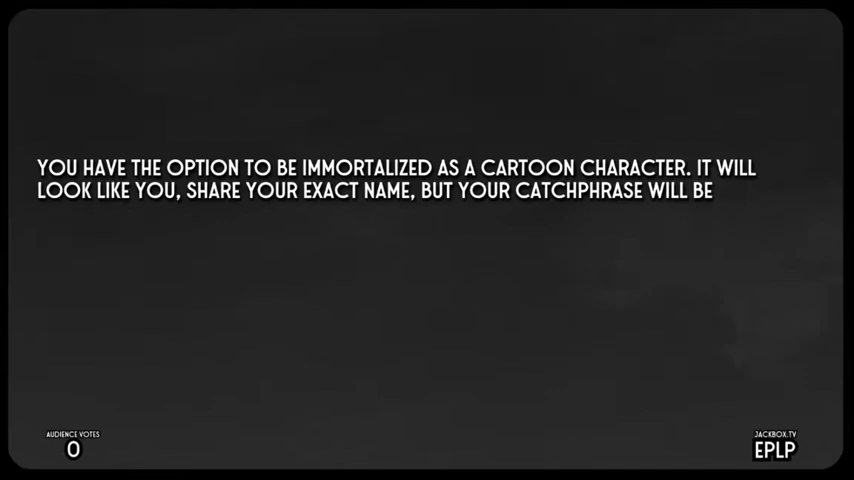 YOU HAVE THE OPTION TO BE IMMORTALIZED AS A CARTOON CHARACTER. IT WILL
LOOK LIKE YOU, SHARE YOUR EXACT NAME, BUT YOUR CATCHPHRASE WILL BE
AUDIENCE VOTES
0
JACKBOX.TV
EPLP